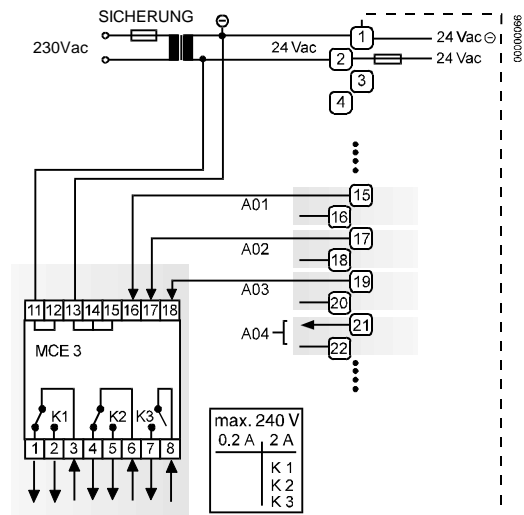 SICHERUNG
230Vac
24 Vac
1
24 Vac
2
24 Vac
3
4
00000099
A01
15
16
A02
17
18
A03
19
20
A04
21
22
11 12 13 14 15 16 17 18
MCE 3
K1 K2 K3
1 2 3 4 5 6 7 8
max. 240 V
0.2 A 2 A
K 1
K 2
K 3